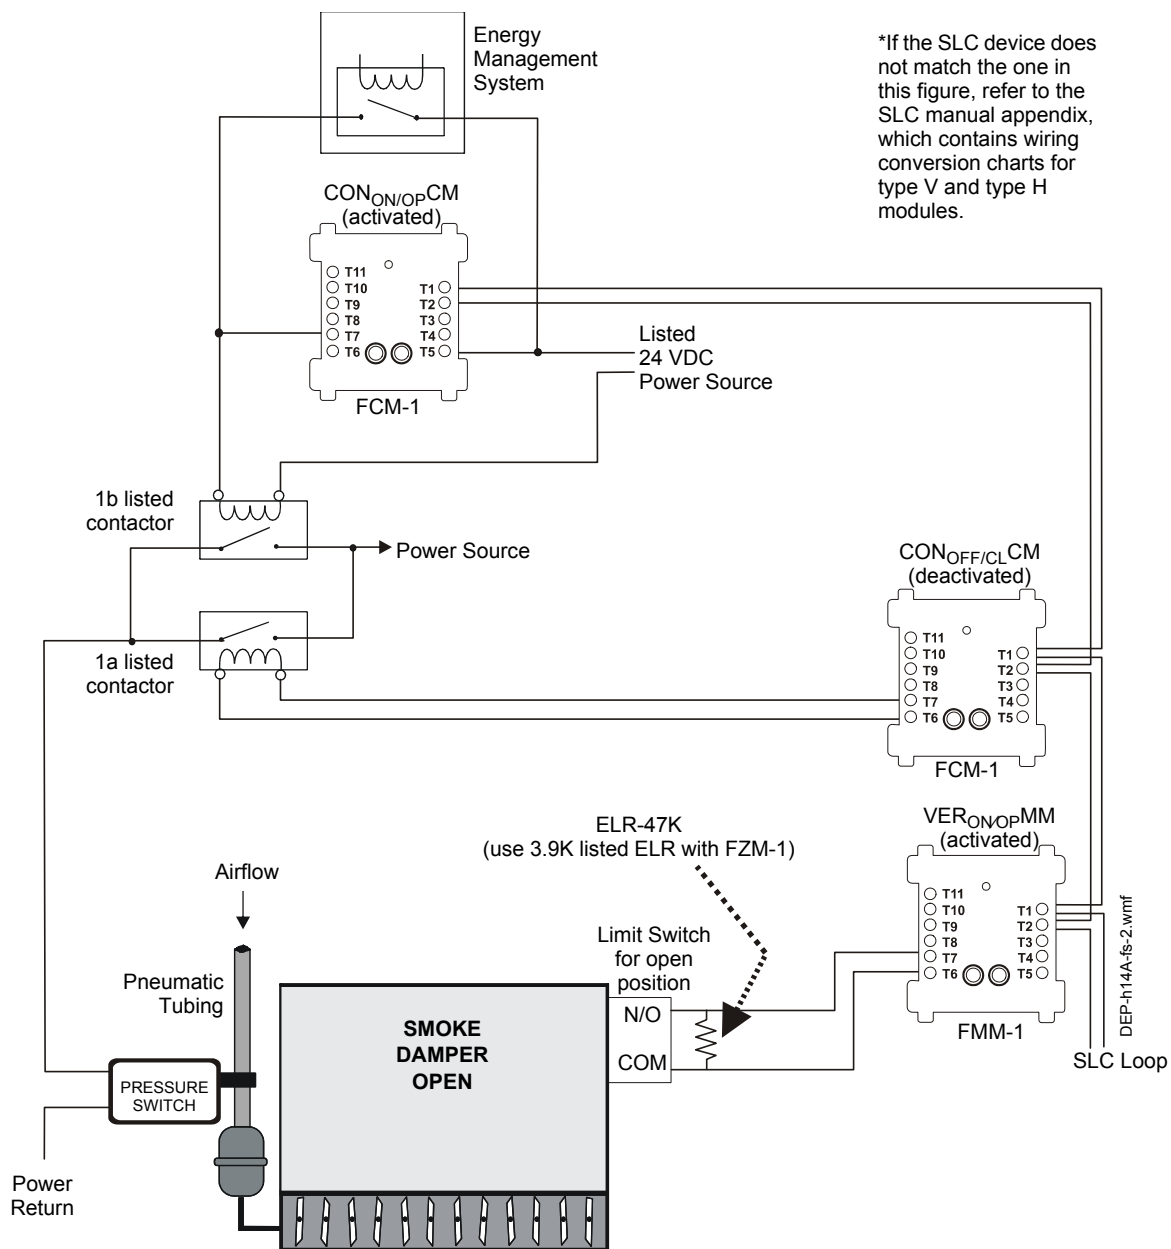 Energy
Management
System
*If the SLC device does
not match the one in
this figure, refer to the
SLC manual appendix,
which contains wiring
conversion charts for
type V and type H
modules.
CONON/OPCM
(activated)
T11
T10
T9
T8
T7
T6
T1
T2
T3
T4
T5
FCM-1
Listed
24 VDC
Power Source
1b listed
contactor
Power Source
1a listed
contactor
CONOFF/CLCM
(deactivated)
T11
T10
T9
T8
T7
T6
T1
T2
T3
T4
T5
FCM-1
ELR-47K
(use 3.9K listed ELR with FZM-1)
VERON/OPMM
(activated)
T11
T10
T9
T8
T7
T6
T1
T2
T3
T4
T5
FMM-1
DEP-h14A-fs-2.wmf
SLC Loop
Airflow
Pneumatic
Tubing
Limit Switch
for open
position
N/O
COM
SMOKE
DAMPER
OPEN
PRESSURE
SWITCH
Power
Return